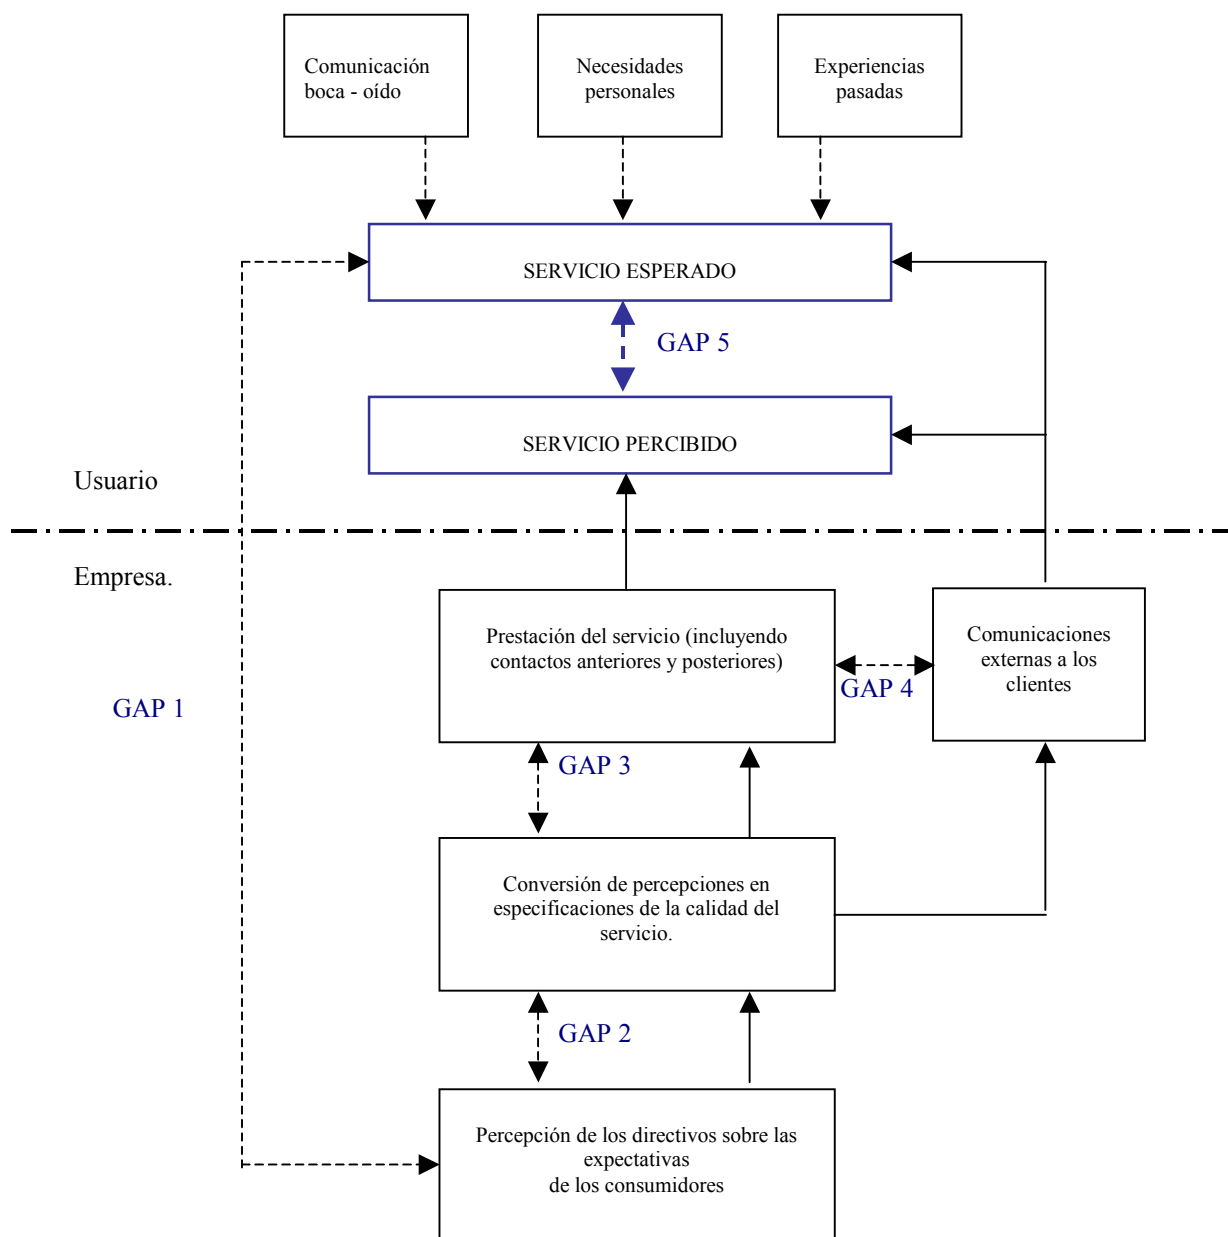 Comunicación
boca - oído
Necesidades
personales
Experiencias
pasadas
SERVICIO ESPERADO
GAP 5
SERVICIO PERCIBIDO
Usuario
Empresa.
Prestación del servicio (incluyendo
contactos anteriores y posteriores)
Comunicaciones
externas a los
clientes
GAP 4
GAP 1
GAP 3
Conversión de percepciones en
especificaciones de la calidad del
servicio.
GAP 2
Percepción de los directivos sobre las
expectativas
de los consumidores